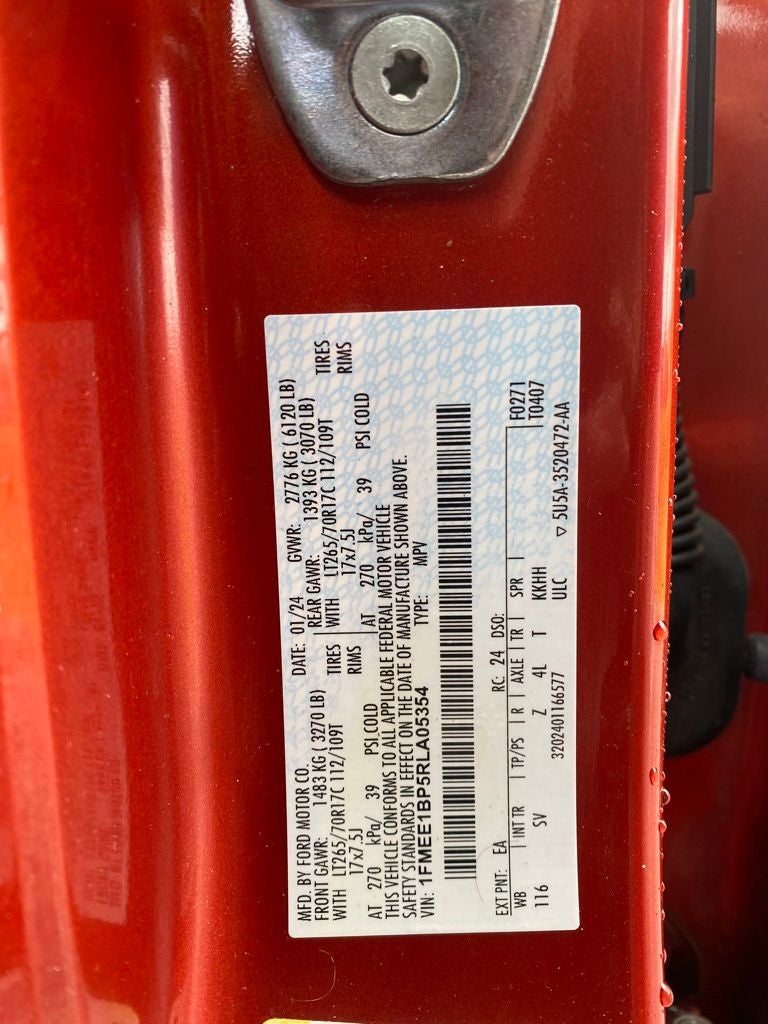 MFD. BY FORD MOTOR CO. DATE: 01/24 GVWR: 2776 KG ( 6120 LB)
FRONT GAWR: 1483 KG ( 3270 LB) REAR GAWR: 1393 KG ( 3070 LB)
WITH LT265/70R17C 112/109T TIRES WITH LT265/70R17C 112/109T TIRES
17x7.5J RIMS 17x7.5J RIMS
AT 270 kPa/ 39 PSI COLD AT 270 kPa/ 39 PSI COLD
THIS VEHICLE CONFORMS TO ALL APPLICABLE FEDERAL MOTOR VEHICLE
SAFETY STANDARDS IN EFFECT ON THE DATE OF MANUFACTURE SHOWN ABOVE.
VIN: 1FMEE1BP5RLA05354 TYPE: MPV
EXT PNT: EA RC: 24 DSO: F0271
WB INT TR TP/PS R AXLE TR SPR T0407
116 SV Z 4L T KKHH
3202401166577 ULC ▽ 5U5A-3520472-AA